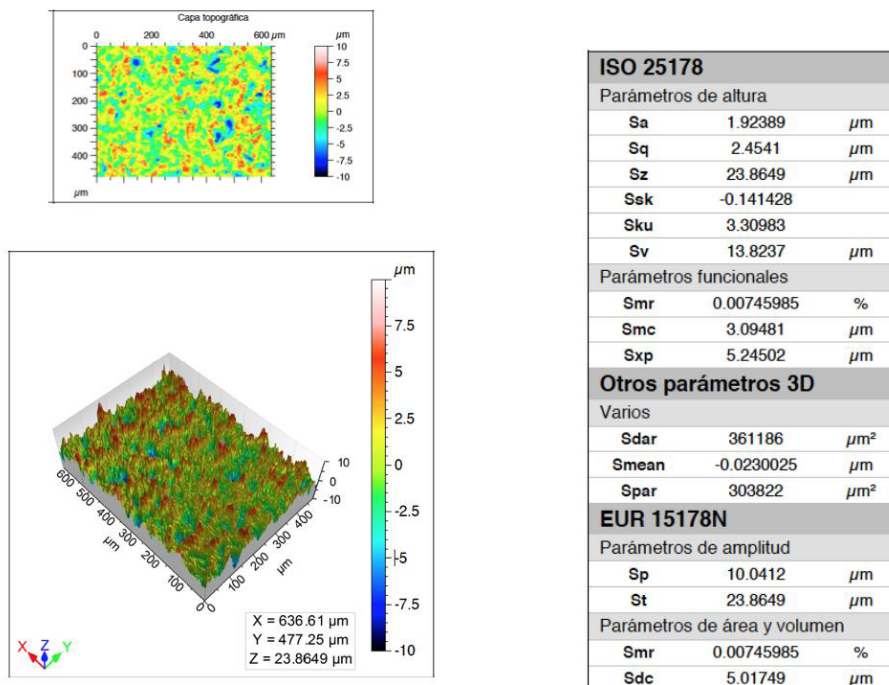 Capa topográfica
0 200 400 600 µm
0
100
200
300
400
µm
µm
10
7.5
5
2.5
0
-2.5
-5
-7.5
-10
µm
7.5
5
2.5
0
-2.5
-5
-7.5
-10
10
0
-10
600
500
400
300
200
100
0
µm
0
100
200
300
400
µm
X = 636.61 µm
Y = 477.25 µm
Z = 23.8649 µm
X Z Y
ISO 25178
Parámetros de altura
Sa 1.92389 µm
Sq 2.4541 µm
Sz 23.8649 µm
Ssk -0.141428
Sku 3.30983
Sv 13.8237 µm
Parámetros funcionales
Smr 0.00745985 %
Smc 3.09481 µm
Sxp 5.24502 µm
Otros parámetros 3D
Varios
Sdar 361186 µm²
Smean -0.0230025 µm
Spar 303822 µm²
EUR 15178N
Parámetros de amplitud
Sp 10.0412 µm
St 23.8649 µm
Parámetros de área y volumen
Smr 0.00745985 %
Sdc 5.01749 µm